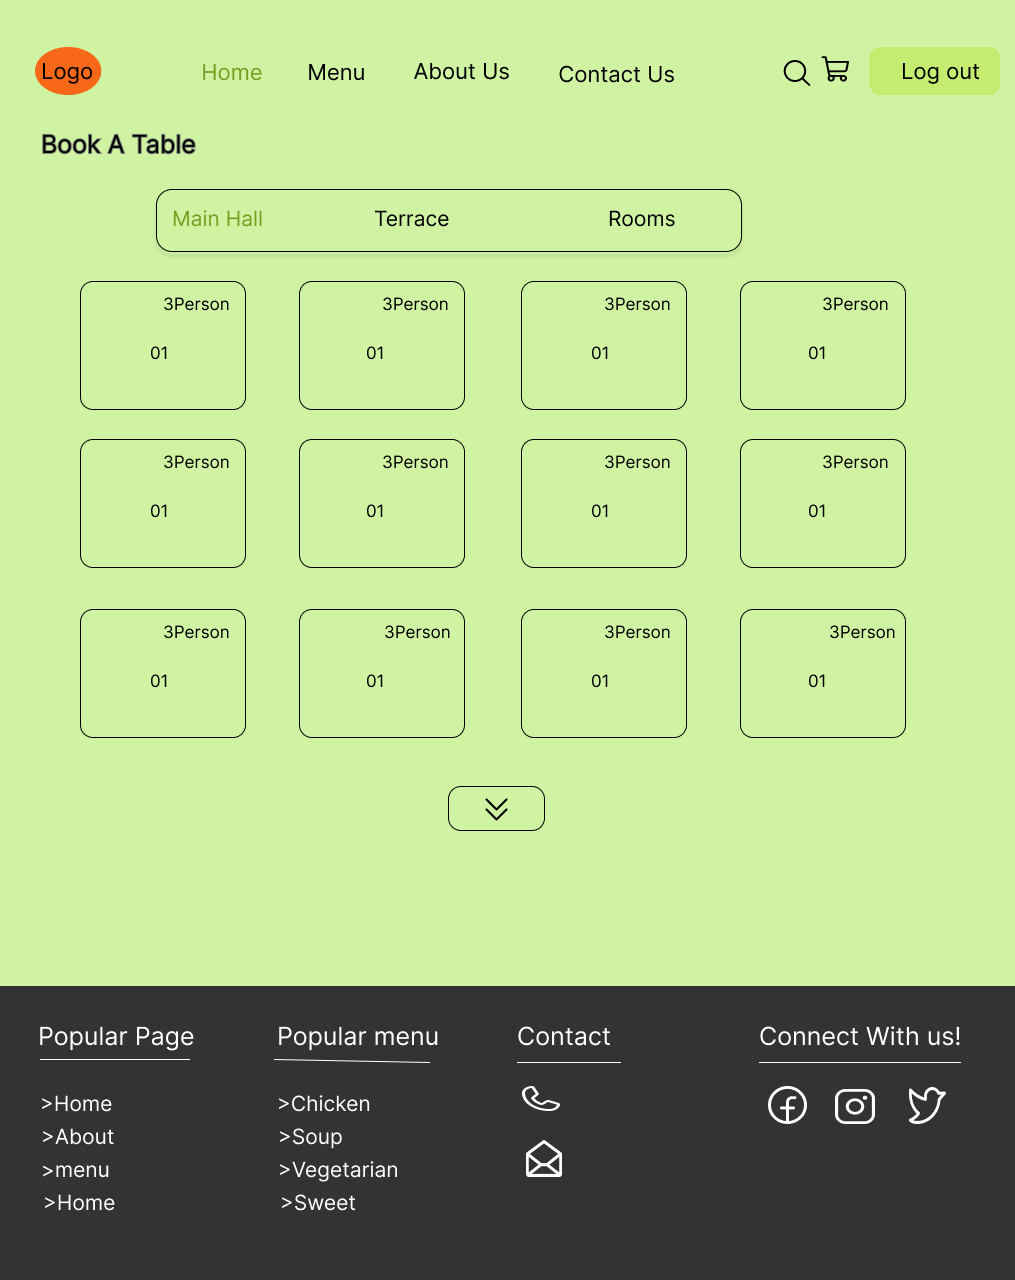 Logo
Home
Menu
About Us
Contact Us
Log out
Book A Table
Main Hall
Terrace
Rooms
3Person
3Person
3Person
3Person
01
01
01
01
3Person
3Person
3Person
3Person
01
01
01
01
3Person
3Person
3Person
3Person
01
01
01
01
Popular Page
>Home
>About
>menu
>Home
Popular menu
>Chicken
>Soup
>Vegetarian
>Sweet
Contact
Connect With us!